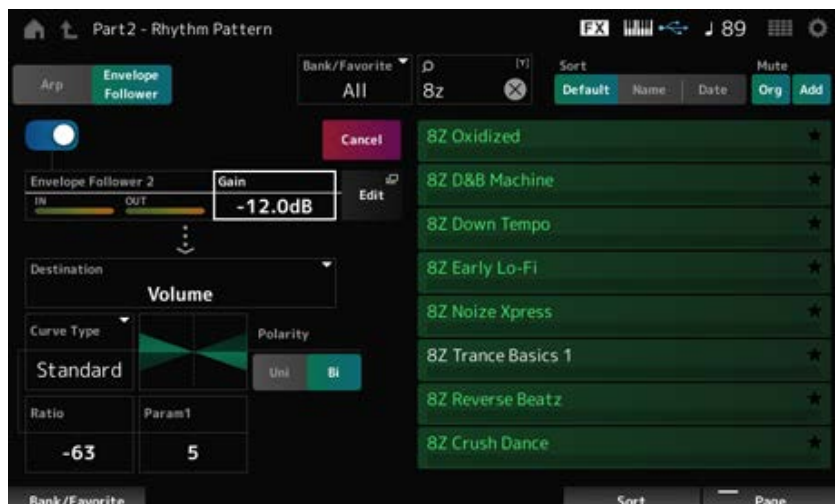 Part2 - Rhythm Pattern
FX
♩ 89
Arp
Envelope Follower
Bank/Favorite
All
[Y]
8z
Sort
Default Name Date
Mute
Org Add
Cancel
Envelope Follower 2
IN OUT
Gain
-12.0dB
Edit
Destination
Volume
Curve Type
Standard
Polarity
Uni Bi
Ratio
-63
Param1
5
8Z Oxidized
8Z D&B Machine
8Z Down Tempo
8Z Early Lo-Fi
8Z Noize Xpress
8Z Trance Basics 1
8Z Reverse Beatz
8Z Crush Dance
Bank/Favorite
Sort
Page